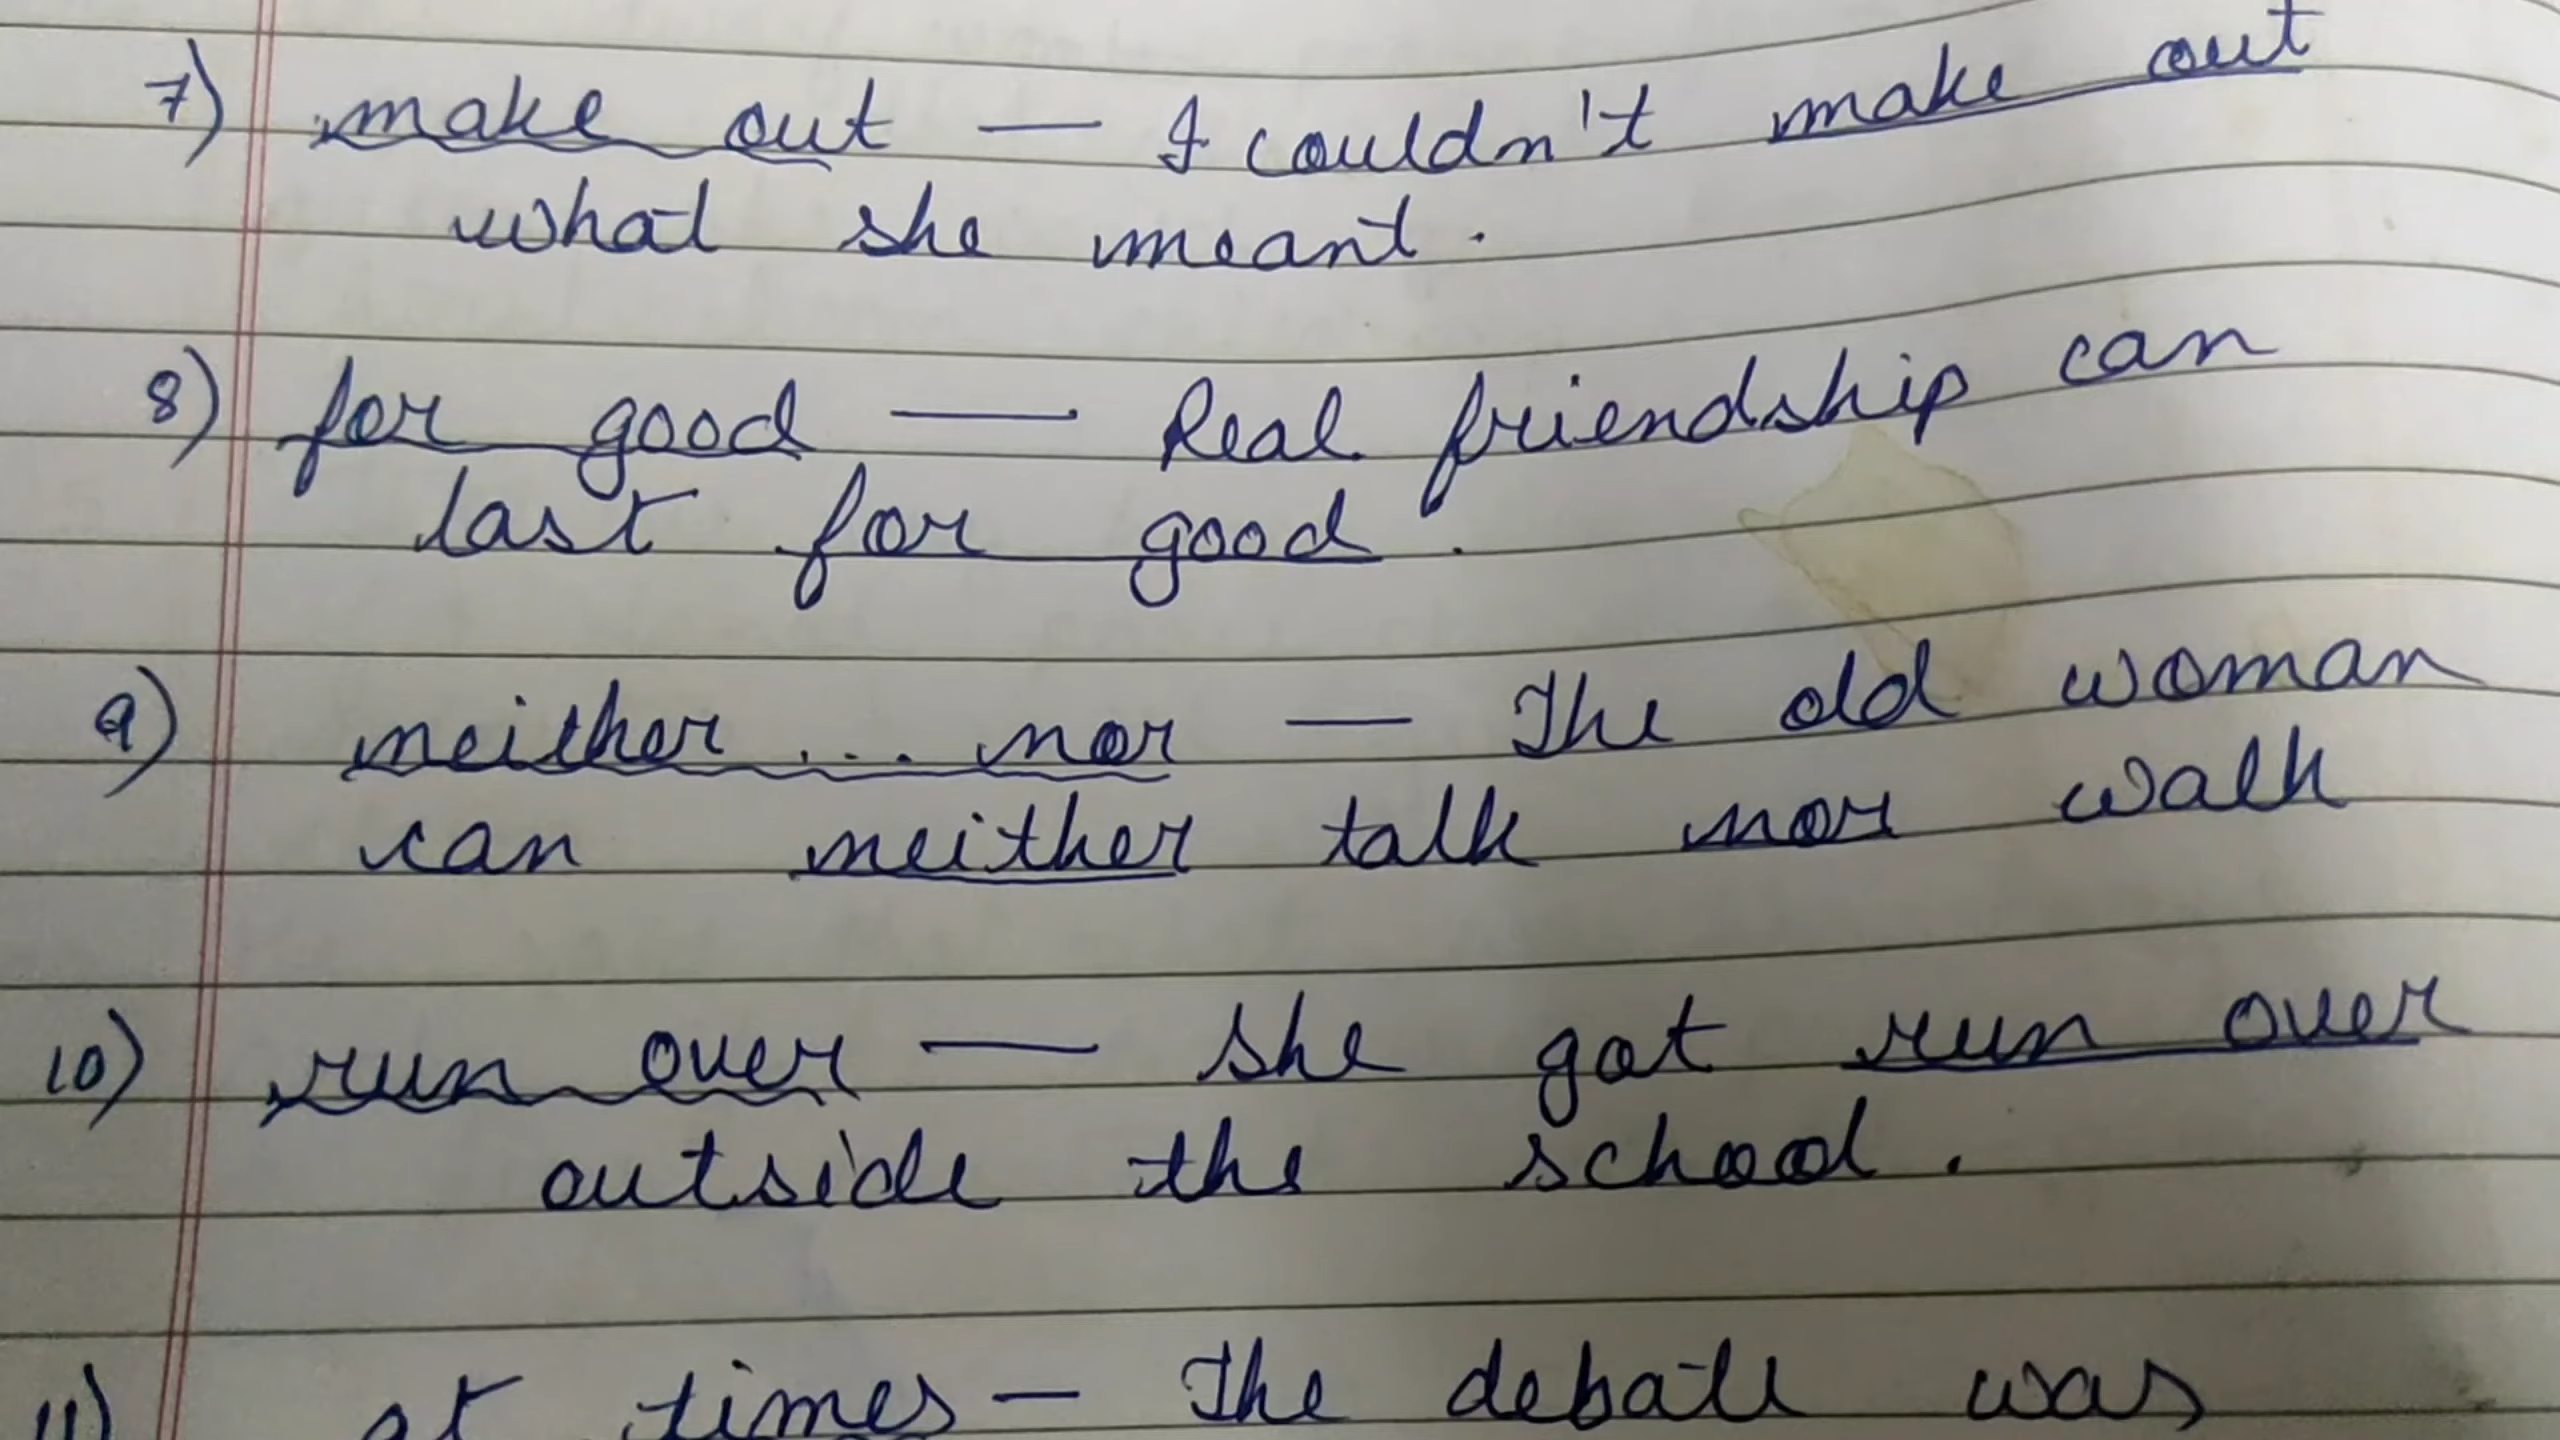 7) make out — I couldn't make out
what she meant.
8) for good — Real friendship can
last for good.
9) neither ... nor — The old woman
can neither talk nor walk
10) run over — She got run over
outside the school.
11) at times — The debate was